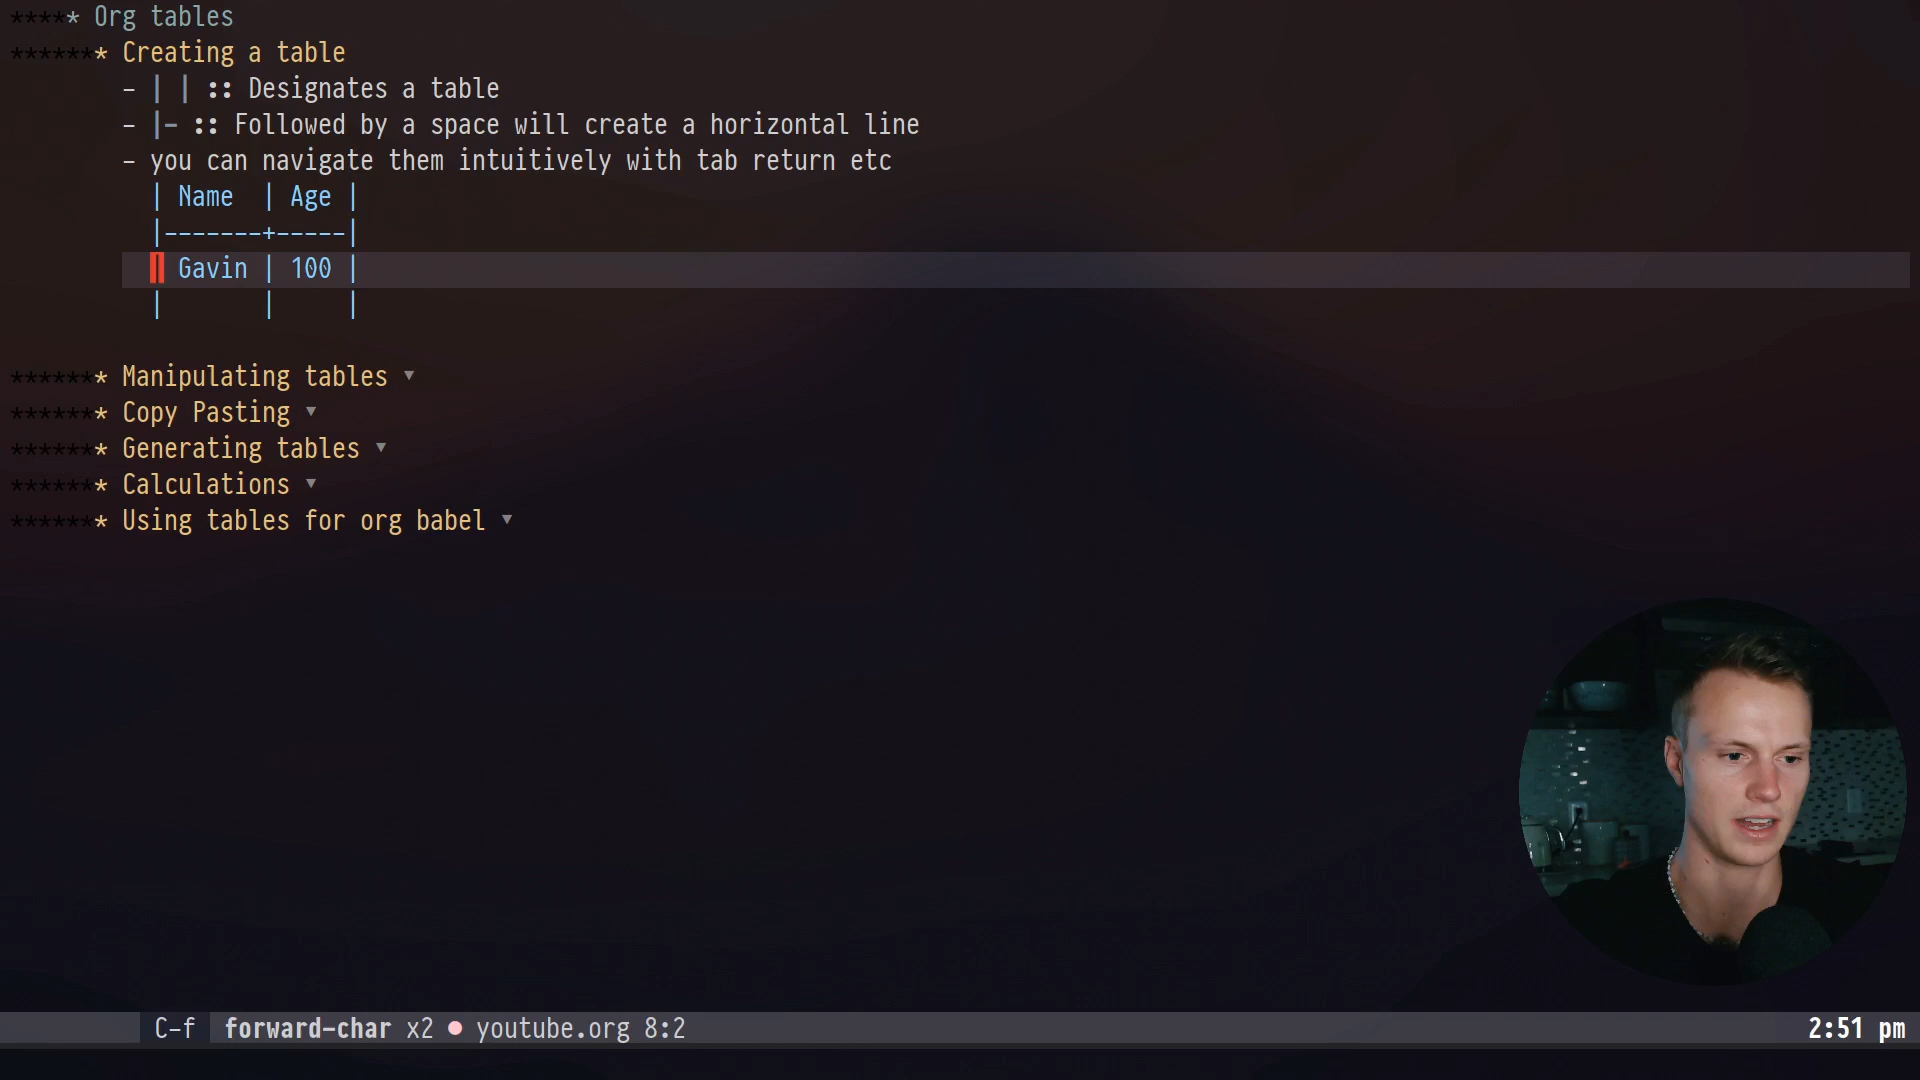 ***** Org tables
******* Creating a table
- | | :: Designates a table
- |- :: Followed by a space will create a horizontal line
- you can navigate them intuitively with tab return etc
| Name  | Age |
|-------+-----|
| Gavin | 100 |
|       |     |
******* Manipulating tables ▼
******* Copy Pasting ▼
******* Generating tables ▼
******* Calculations ▼
******* Using tables for org babel ▼
C-f forward-char x2 ● youtube.org 8:2 2:51 pm